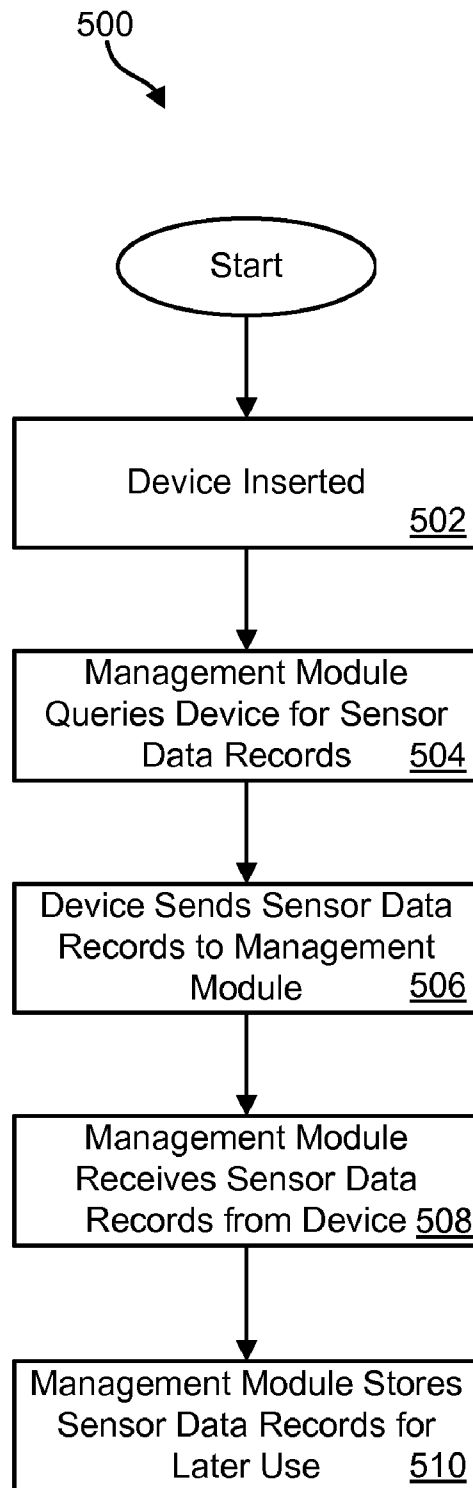 500
Start
Device Inserted
502
Management Module
Queries Device for Sensor
Data Records 504
Device Sends Sensor Data
Records to Management
Module 506
Management Module
Receives Sensor Data
Records from Device 508
Management Module Stores
Sensor Data Records for
Later Use 510